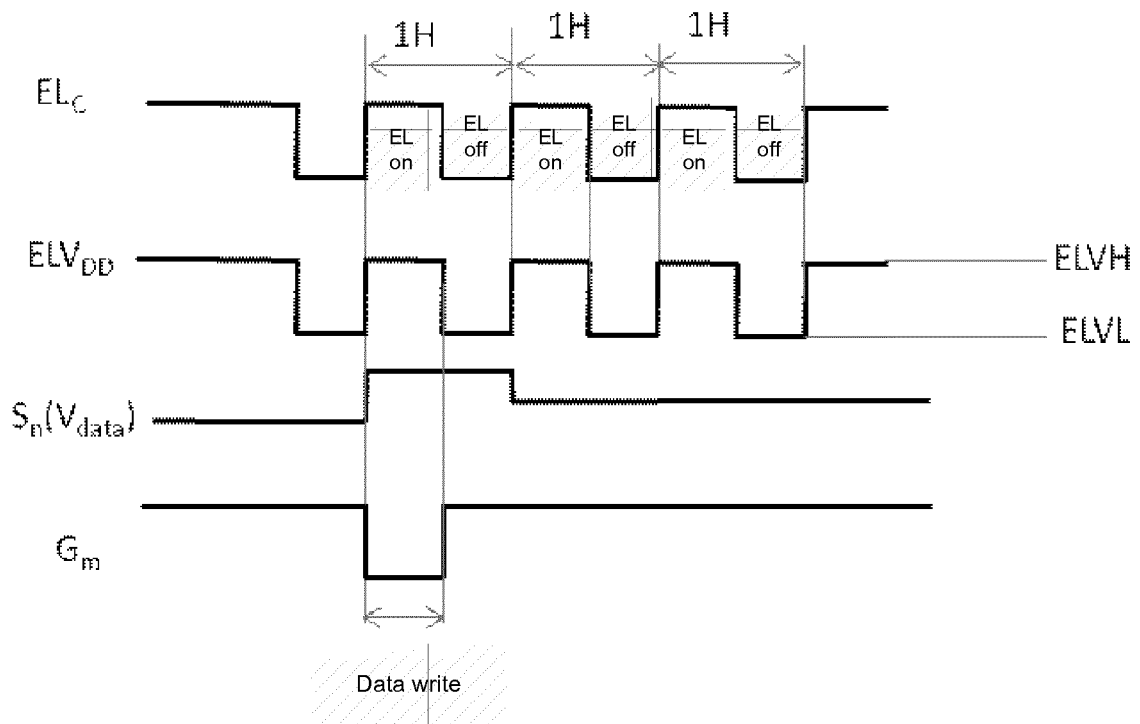 1H 1H 1H
EL_C
EL on EL off EL on EL off EL on EL off
ELV_DD
ELVH
ELVL
S_n(V_data)
G_m
Data write